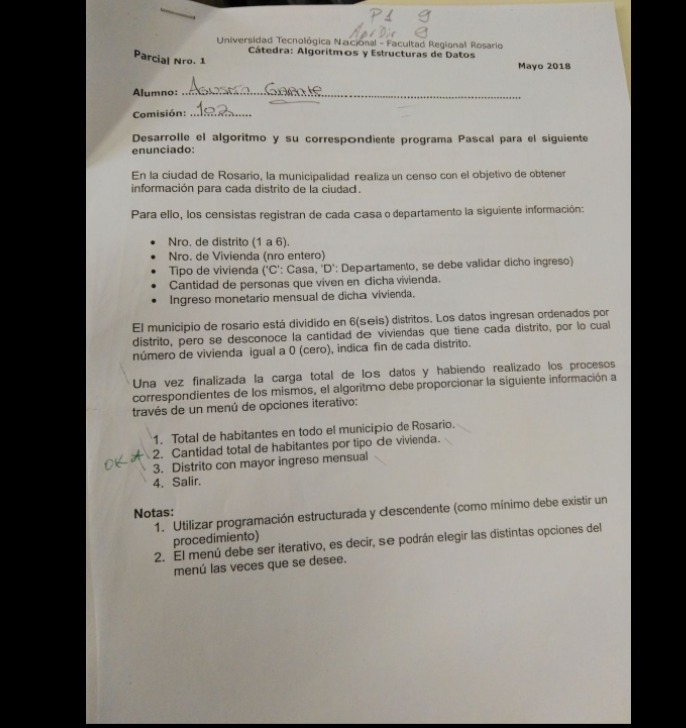 P1 9
9
Universidad Tecnológica Nacional - Facultad Regional Rosario
Cátedra: Algoritmos y Estructuras de Datos
Parcial Nro. 1
Mayo 2018
Alumno:
Comisión: 102
Desarrolle el algoritmo y su correspondiente programa Pascal para el siguiente
enunciado:
En la ciudad de Rosario, la municipalidad realiza un censo con el objetivo de obtener
información para cada distrito de la ciudad.
Para ello, los censistas registran de cada casa o departamento la siguiente información:
• Nro. de distrito (1 a 6).
• Nro. de Vivienda (nro entero)
• Tipo de vivienda ('C': Casa, 'D': Departamento, se debe validar dicho ingreso)
• Cantidad de personas que viven en dicha vivienda.
• Ingreso monetario mensual de dicha vivienda.
El municipio de rosario está dividido en 6(seis) distritos. Los datos ingresan ordenados por
distrito, pero se desconoce la cantidad de viviendas que tiene cada distrito, por lo cual
número de vivienda igual a 0 (cero), indica fin de cada distrito.
Una vez finalizada la carga total de los datos y habiendo realizado los procesos
correspondientes de los mismos, el algoritmo debe proporcionar la siguiente información a
través de un menú de opciones iterativo:
1. Total de habitantes en todo el municipio de Rosario.
OK 2. Cantidad total de habitantes por tipo de vivienda.
3. Distrito con mayor ingreso mensual
4. Salir.
Notas:
1. Utilizar programación estructurada y descendente (como mínimo debe existir un
procedimiento)
2. El menú debe ser iterativo, es decir, se podrán elegir las distintas opciones del
menú las veces que se desee.